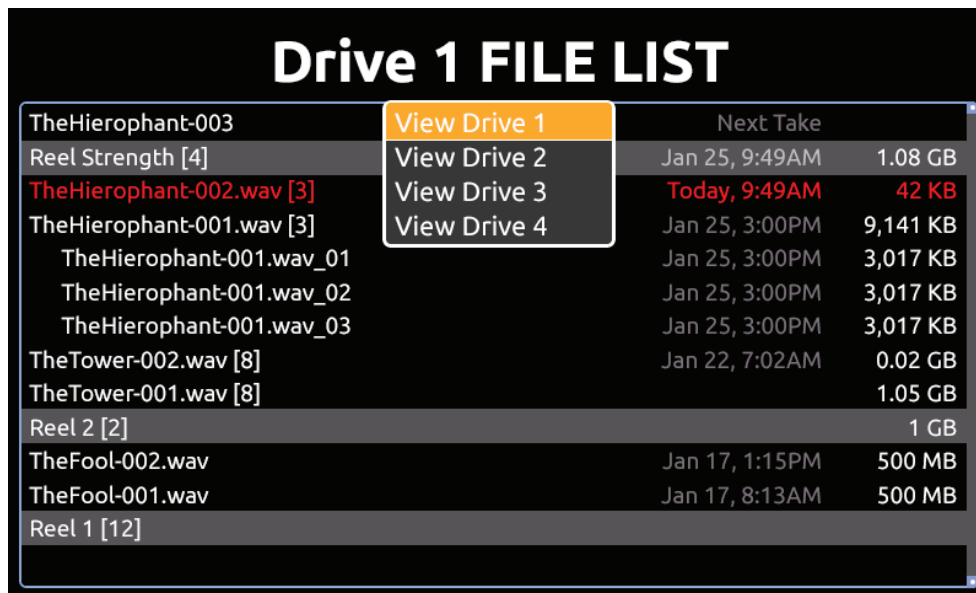 Drive 1 FILE LIST
TheHierophant-003 View Drive 1 Next Take
Reel Strength [4] View Drive 2 Jan 25, 9:49AM 1.08 GB
TheHierophant-002.wav [3] View Drive 3 Today, 9:49AM 42 KB
TheHierophant-001.wav [3] View Drive 4 Jan 25, 3:00PM 9,141 KB
TheHierophant-001.wav_01 Jan 25, 3:00PM 3,017 KB
TheHierophant-001.wav_02 Jan 25, 3:00PM 3,017 KB
TheHierophant-001.wav_03 Jan 25, 3:00PM 3,017 KB
TheTower-002.wav [8] Jan 22, 7:02AM 0.02 GB
TheTower-001.wav [8] 1.05 GB
Reel 2 [2] 1 GB
TheFool-002.wav Jan 17, 1:15PM 500 MB
TheFool-001.wav Jan 17, 8:13AM 500 MB
Reel 1 [12]